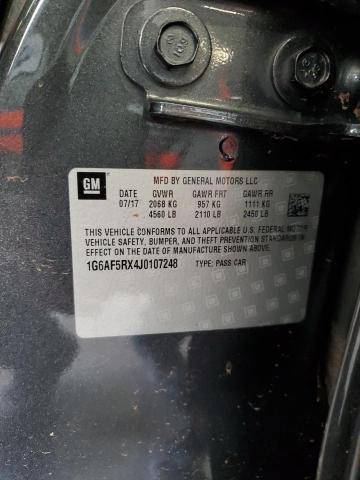 GM
MFD BY GENERAL MOTORS LLC
DATE GVWR GAWR FRT GAWR RR
07/17 2068 KG 957 KG 1111 KG
4560 LB 2110 LB 2450 LB
THIS VEHICLE CONFORMS TO ALL APPLICABLE U.S. FEDERAL MOTOR
VEHICLE SAFETY, BUMPER, AND THEFT PREVENTION STANDARDS IN
EFFECT ON THE DATE OF MANUFACTURE SHOWN ABOVE.
1G6AF5RX4J0107248 TYPE: PASS CAR